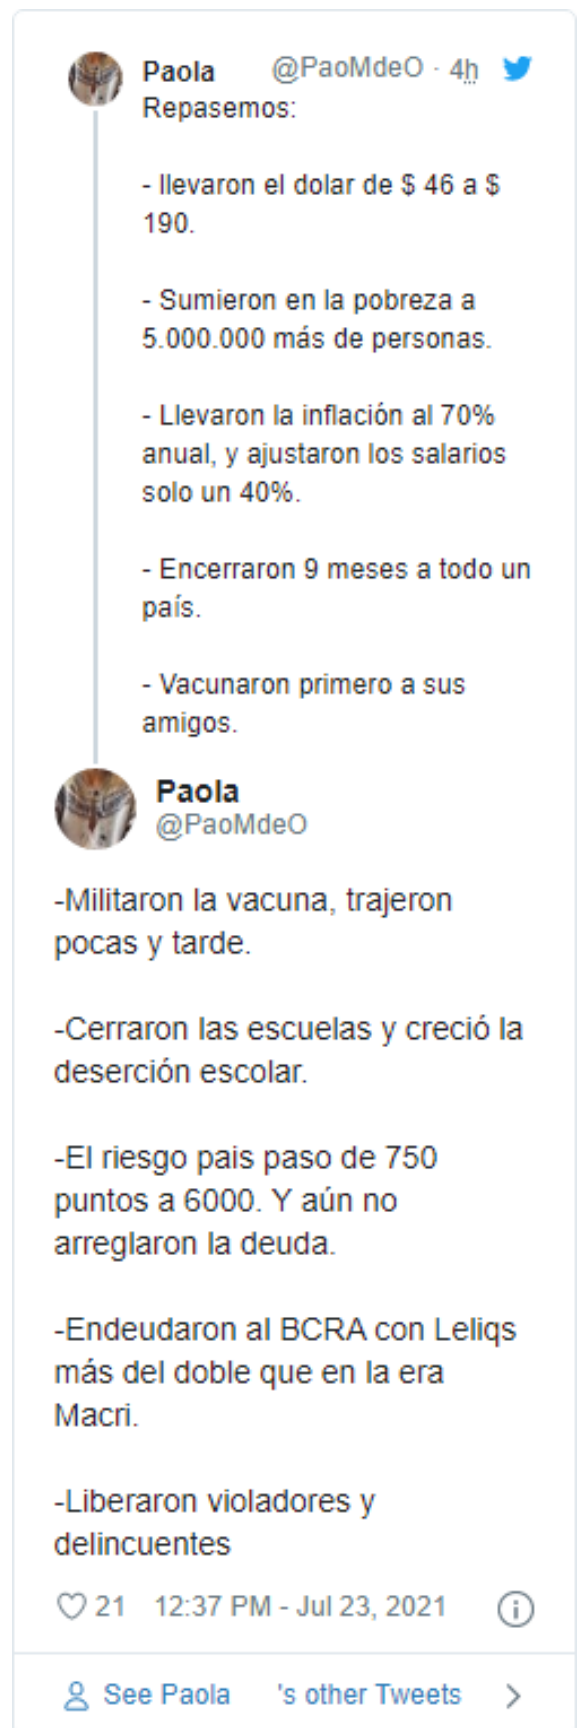 Paola @PaoMdeO · 4h
Repasemos:
- llevaron el dolar de $ 46 a $
190.
- Sumieron en la pobreza a
5.000.000 más de personas.
- Llevaron la inflación al 70%
anual, y ajustaron los salarios
solo un 40%.
- Encerraron 9 meses a todo un
país.
- Vacunaron primero a sus
amigos.
Paola
@PaoMdeO
-Militaron la vacuna, trajeron
pocas y tarde.
-Cerraron las escuelas y creció la
deserción escolar.
-El riesgo pais paso de 750
puntos a 6000. Y aún no
arreglaron la deuda.
-Endeudaron al BCRA con Leliqs
más del doble que en la era
Macri.
-Liberaron violadores y
delincuentes
21 12:37 PM - Jul 23, 2021
See Paola 's other Tweets